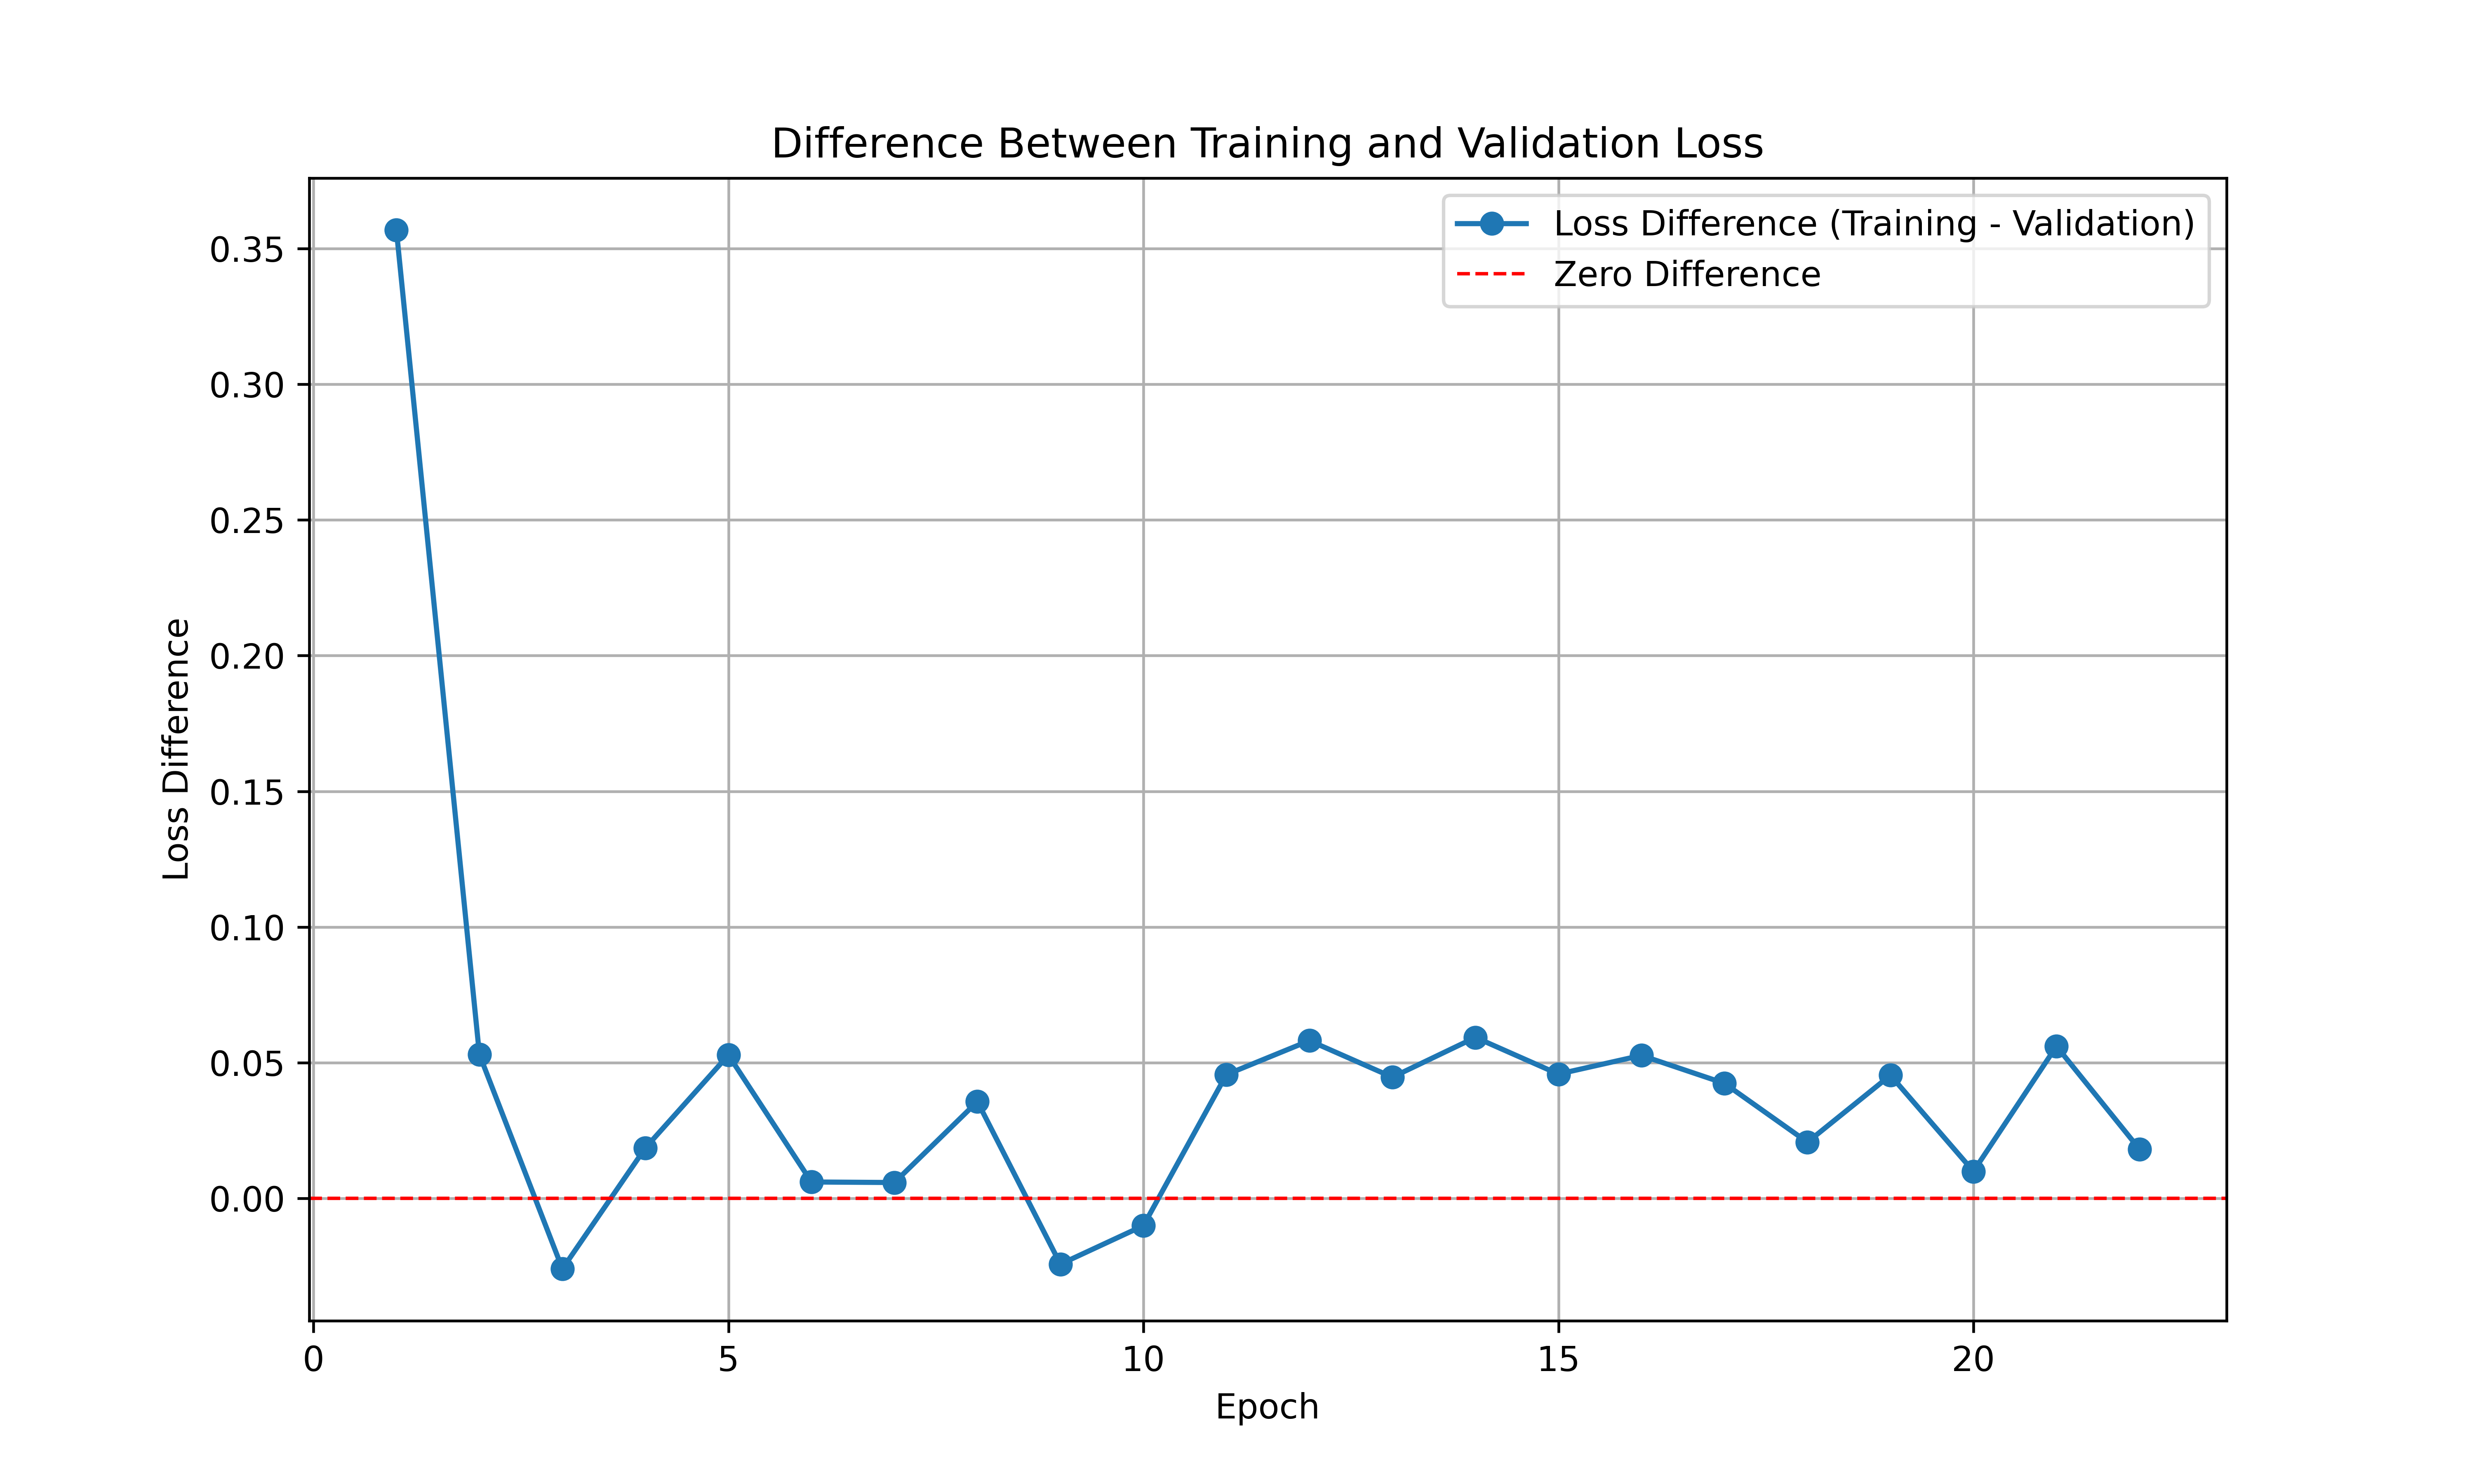 Difference Between Training and Validation Loss
Loss Difference (Training - Validation)
Zero Difference
Loss Difference
0.35
0.30
0.25
0.20
0.15
0.10
0.05
0.00
0 5 10 15 20
Epoch